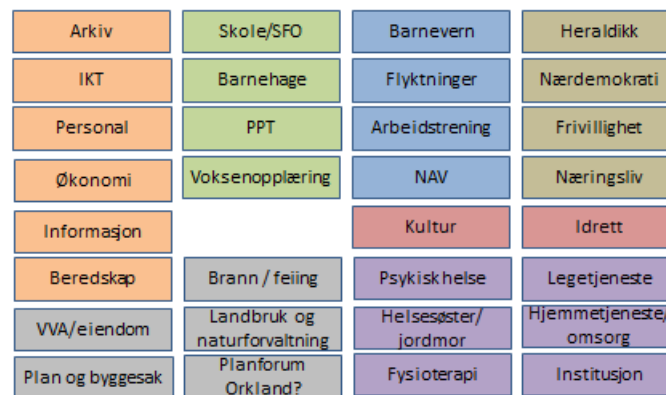 Arkiv
Skole/SFO
Barnevern
Heraldikk
IKT
Barnehage
Flyktninger
Nærdemokrati
Personal
PPT
Arbeidstrening
Frivillighet
Økonomi
Voksenopplæring
NAV
Næringsliv
Informasjon
Kultur
Idrett
Beredskap
Brann / feiing
Psykisk helse
Legetjeneste
VVA/eiendom
Landbruk og
naturforvaltning
Helsesøster/
jordmor
Hjemmetjeneste/
omsorg
Plan og byggesak
Planforum
Orkland?
Fysioterapi
Institusjon